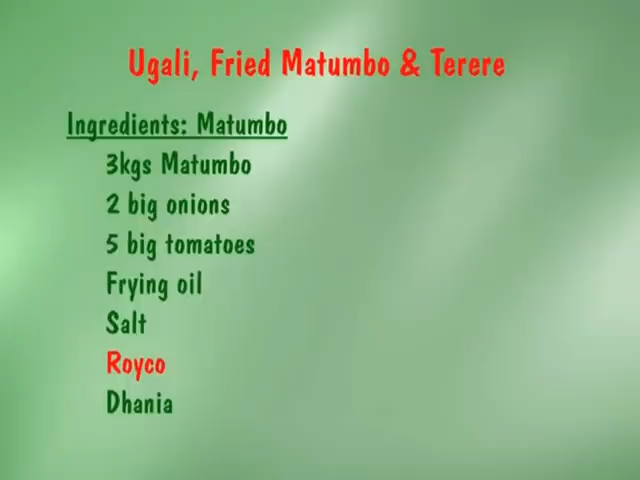 Ugali, Fried Matumbo & Terere
Ingredients: Matumbo
3kgs Matumbo
2 big onions
5 big tomatoes
Frying oil
Salt
Royco
Dhania